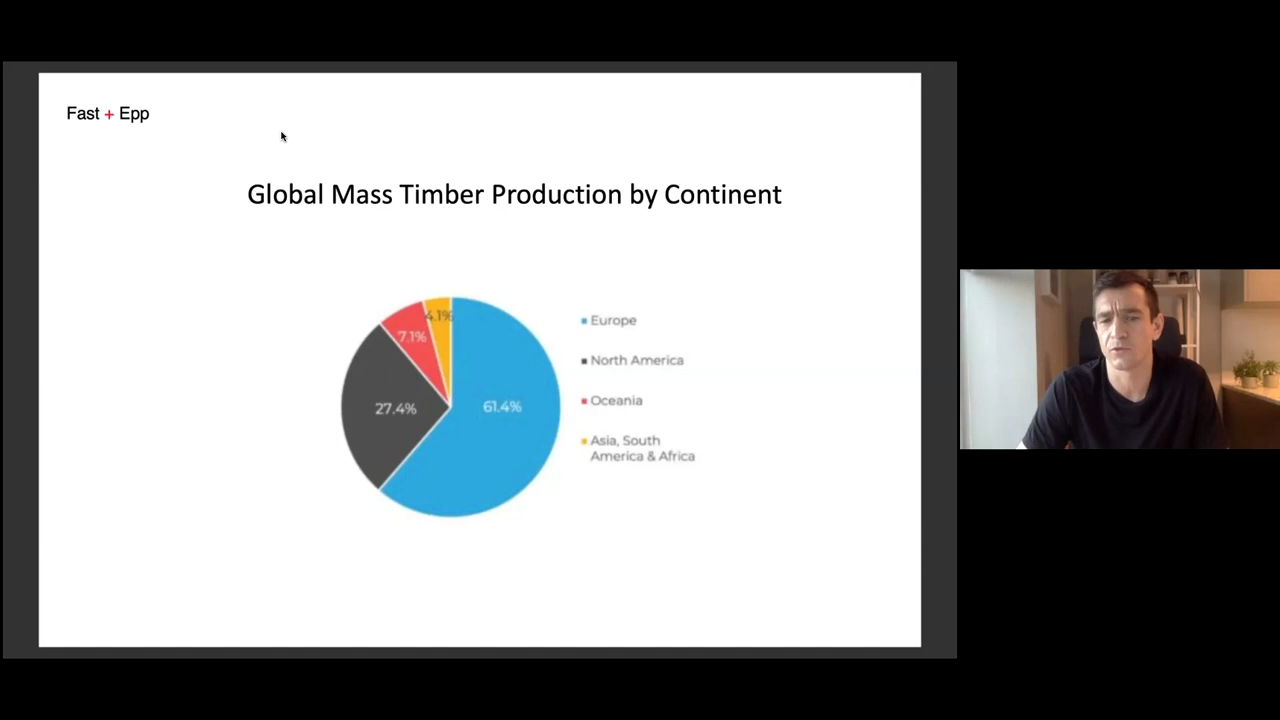 Fast + Epp
Global Mass Timber Production by Continent
4.1%
7.1%
27.4%
61.4%
Europe
North America
Oceania
Asia, South
America & Africa